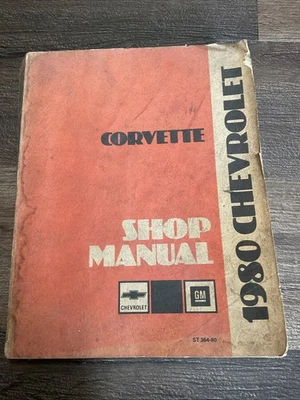 CORVETTE
SHOP
MANUAL
CHEVROLET
GM
ST 364-80
1980 CHEVROLET